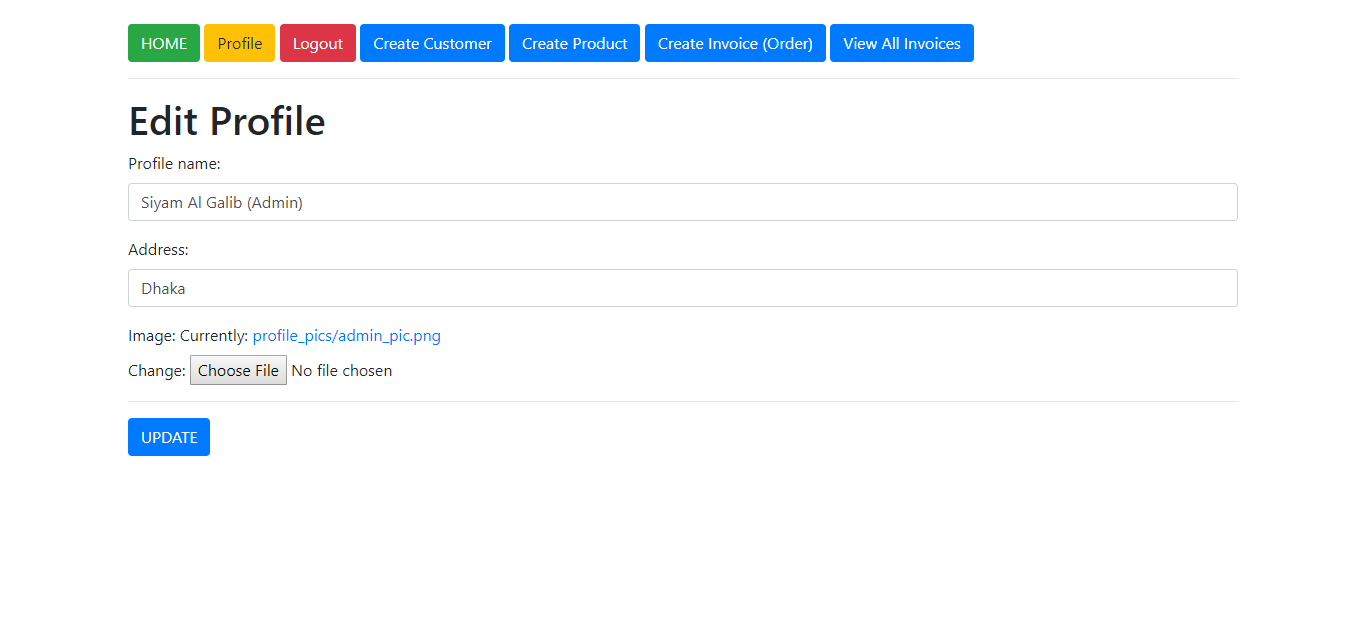 HOME Profile Logout Create Customer Create Product Create Invoice (Order) View All Invoices
Edit Profile
Profile name:
Siyam Al Galib (Admin)
Address:
Dhaka
Image: Currently: profile_pics/admin_pic.png
Change: Choose File No file chosen
UPDATE